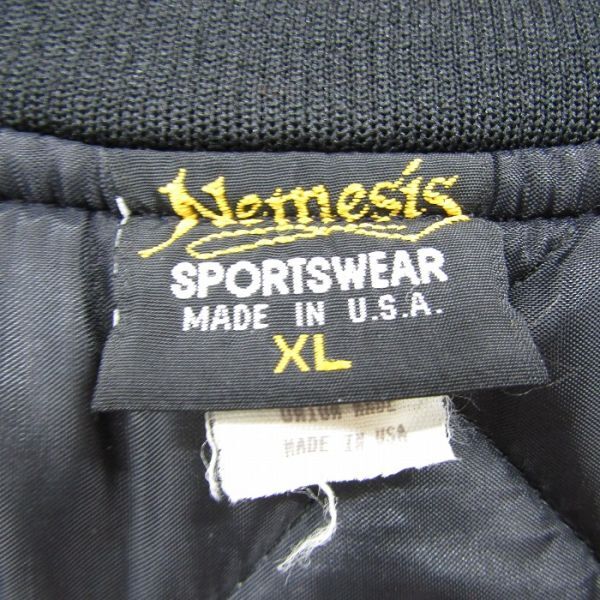 Nemesis
SPORTSWEAR
MADE IN U.S.A.
XL
UNION MADE
MADE IN USA